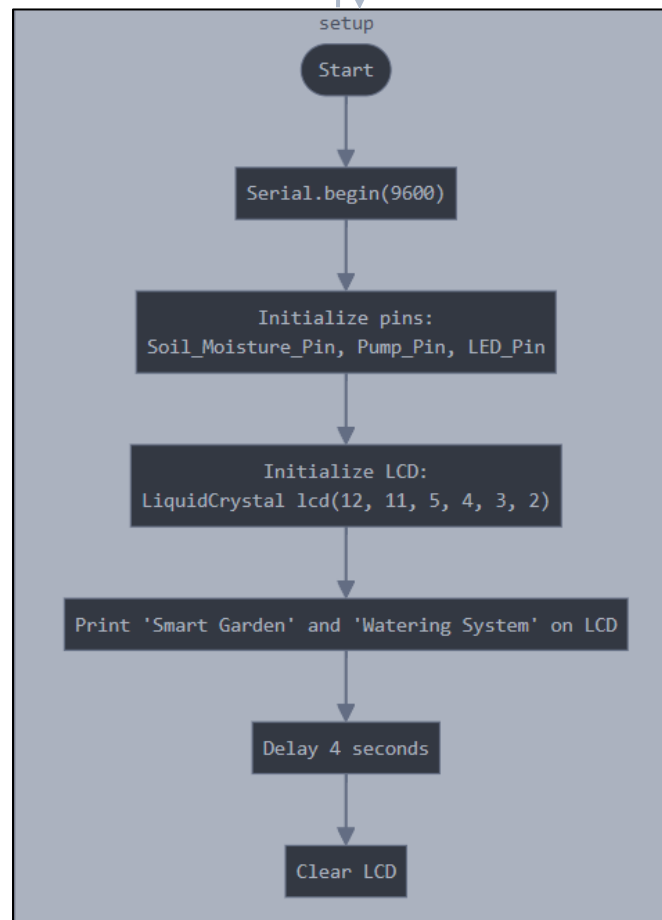 setup
Start
Serial.begin(9600)
Initialize pins:
Soil_Moisture_Pin, Pump_Pin, LED_Pin
Initialize LCD:
LiquidCrystal lcd(12, 11, 5, 4, 3, 2)
Print 'Smart Garden' and 'Watering System' on LCD
Delay 4 seconds
Clear LCD